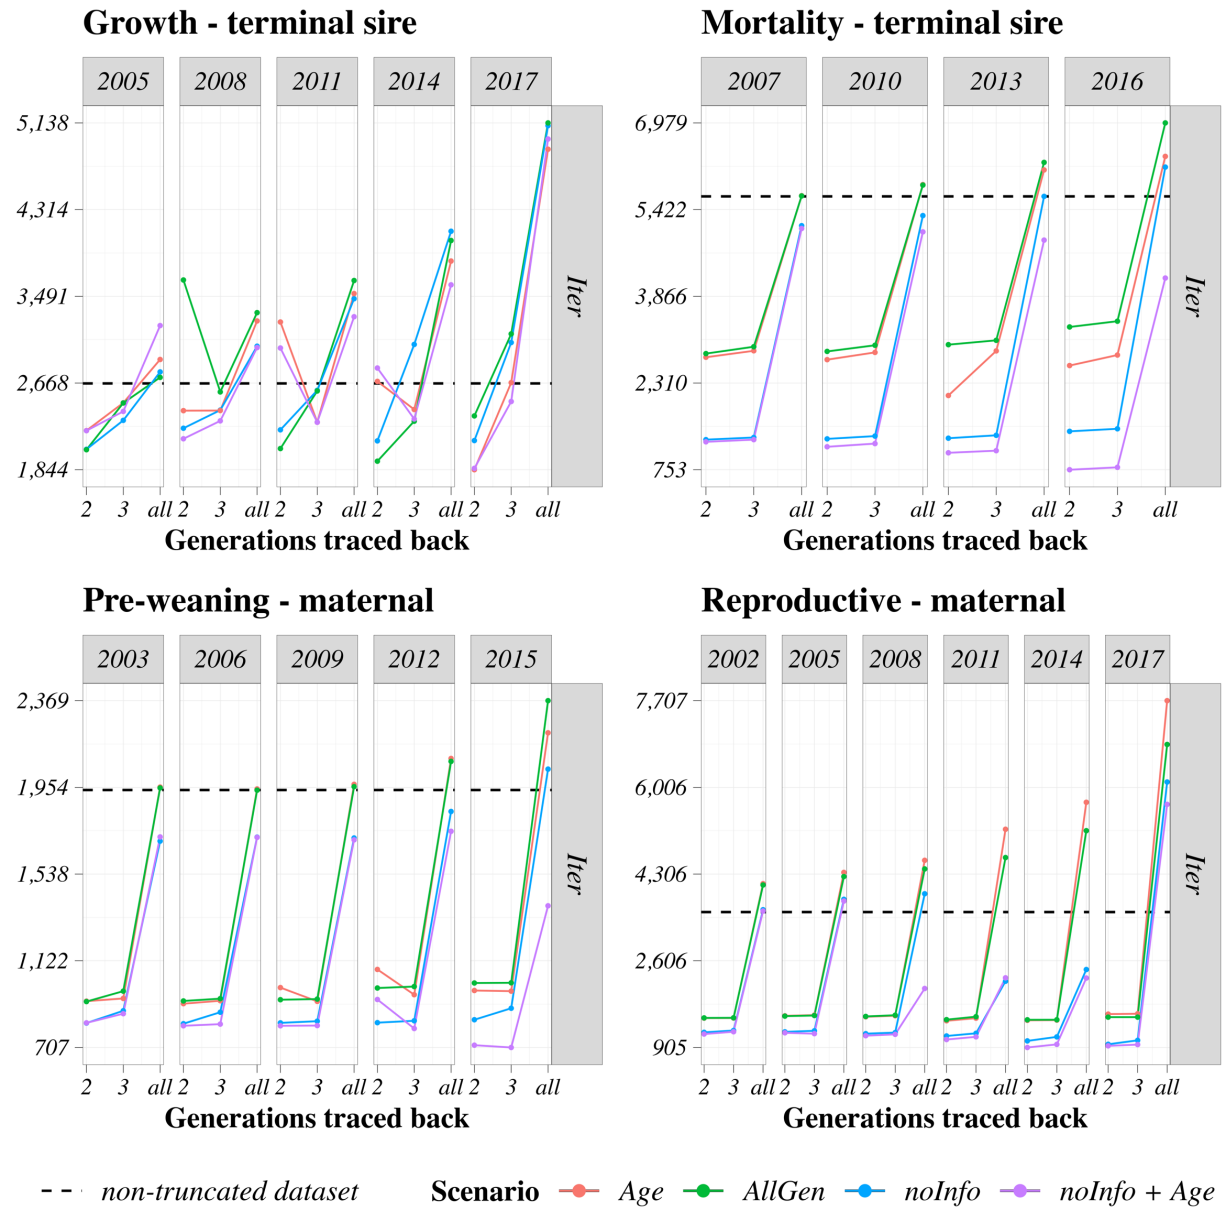 Growth - terminal sire
2005 2008 2011 2014 2017
5,138
4,314
3,491
2,668
1,844
Iter
2 3 all 2 3 all 2 3 all 2 3 all 2 3 all
Generations traced back
Mortality - terminal sire
2007 2010 2013 2016
6,979
5,422
3,866
2,310
753
Iter
2 3 all 2 3 all 2 3 all 2 3 all
Generations traced back
Pre-weaning - maternal
2003 2006 2009 2012 2015
2,369
1,954
1,538
1,122
707
Iter
2 3 all 2 3 all 2 3 all 2 3 all 2 3 all
Generations traced back
Reproductive - maternal
2002 2005 2008 2011 2014 2017
7,707
6,006
4,306
2,606
905
Iter
2 3 all 2 3 all 2 3 all 2 3 all 2 3 all 2 3 all
Generations traced back
non-truncated dataset Scenario Age AllGen noInfo noInfo + Age